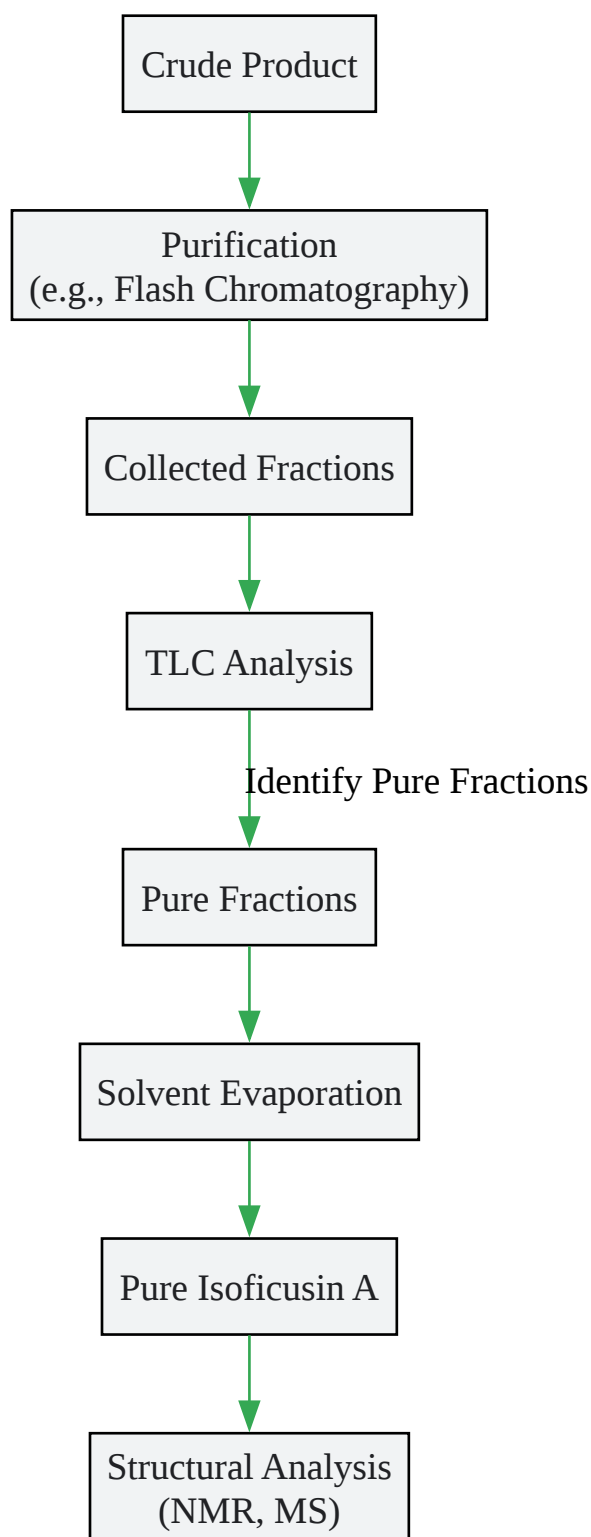 Crude Product
Purification
(e.g., Flash Chromatography)
Collected Fractions
TLC Analysis
Identify Pure Fractions
Pure Fractions
Solvent Evaporation
Pure Isoficusin A
Structural Analysis
(NMR, MS)